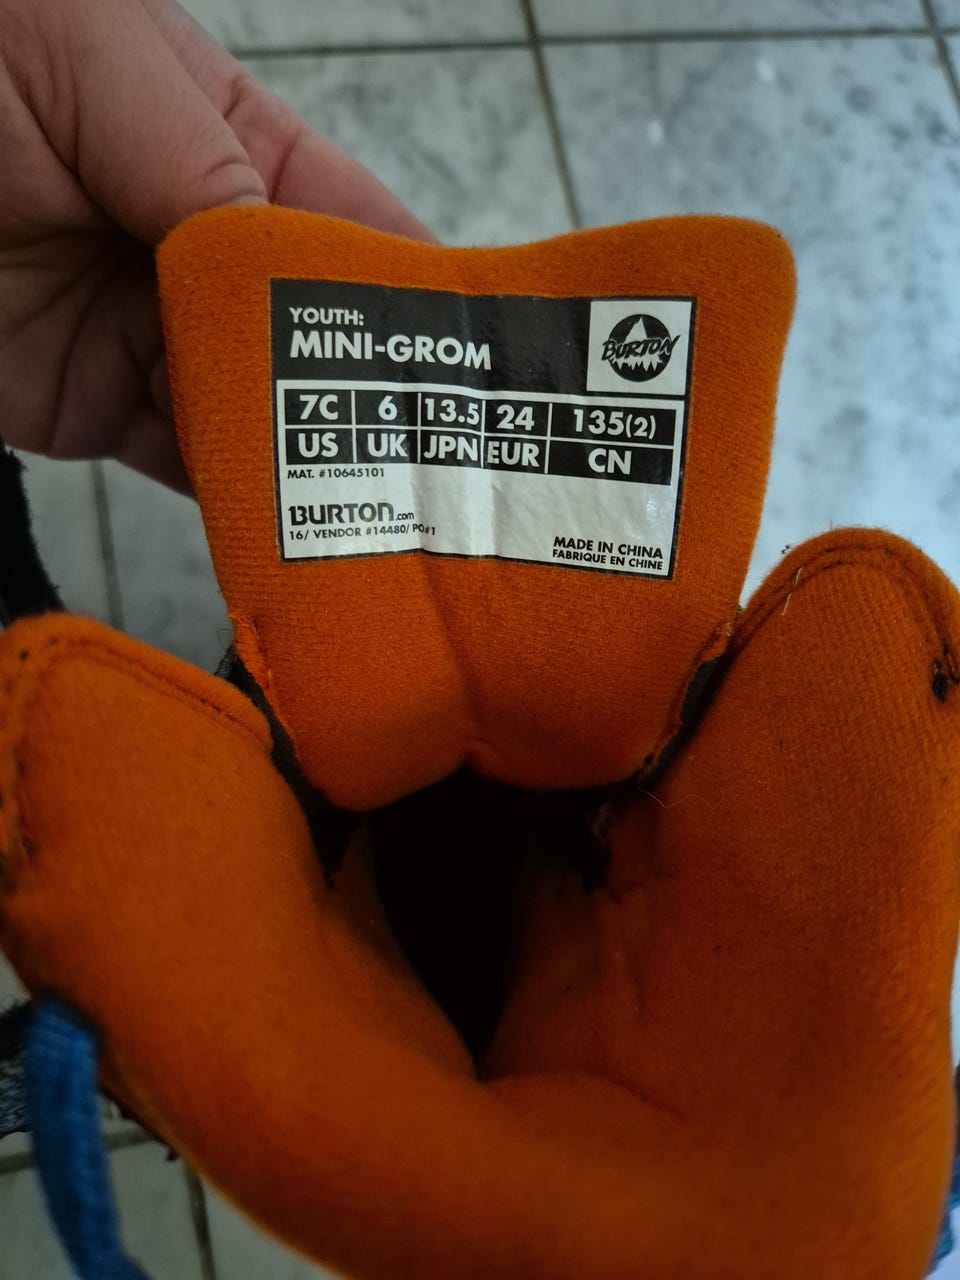 YOUTH:
MINI-GROM
BURTON
7C 6 13.5 24 135(2)
US UK JPN EUR CN
MAT. #10645101
BURTON.com
16/ VENDOR #14480/ PO#1
MADE IN CHINA
FABRIQUE EN CHINE